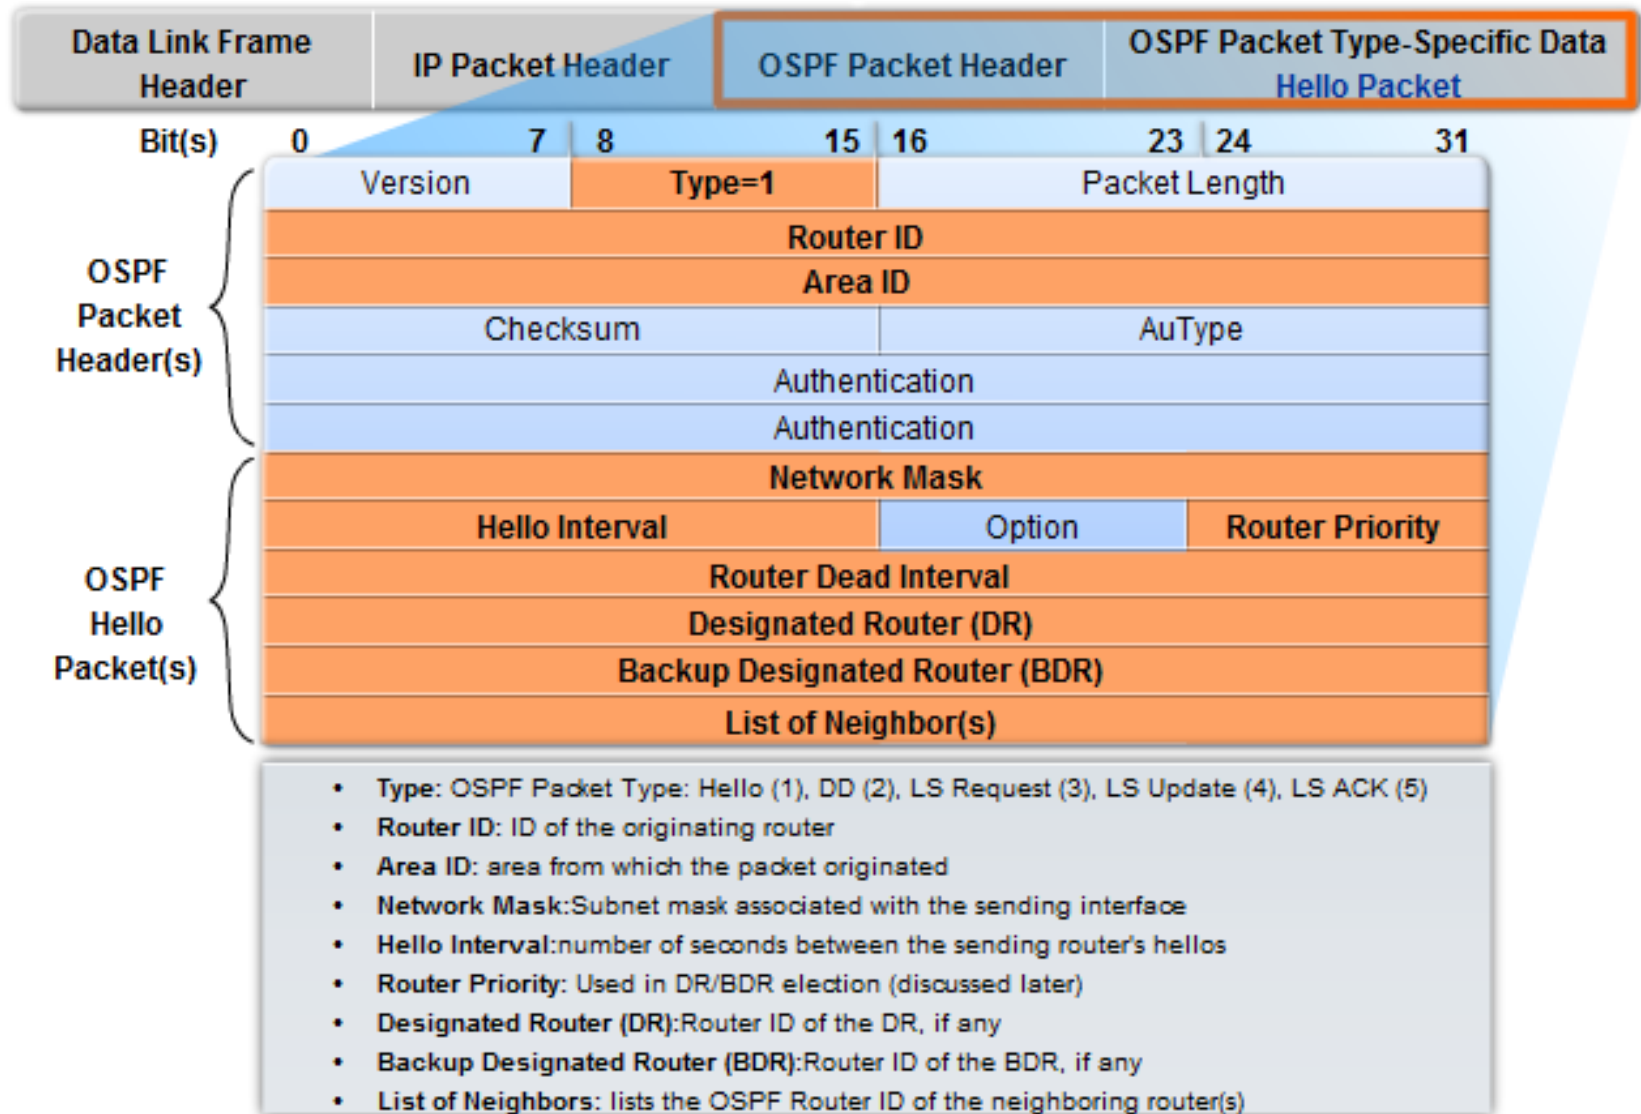 Data Link Frame
Header
IP Packet Header
OSPF Packet Header
OSPF Packet Type-Specific Data
Hello Packet
Bit(s) 0 7 8 15 16 23 24 31
OSPF
Packet
Header(s)
Version Type=1 Packet Length
Router ID
Area ID
Checksum AuType
Authentication
Authentication
OSPF
Hello
Packet(s)
Network Mask
Hello Interval Option Router Priority
Router Dead Interval
Designated Router (DR)
Backup Designated Router (BDR)
List of Neighbor(s)
• Type: OSPF Packet Type: Hello (1), DD (2), LS Request (3), LS Update (4), LS ACK (5)
• Router ID: ID of the originating router
• Area ID: area from which the packet originated
• Network Mask:Subnet mask associated with the sending interface
• Hello Interval:number of seconds between the sending router's hellos
• Router Priority: Used in DR/BDR election (discussed later)
• Designated Router (DR):Router ID of the DR, if any
• Backup Designated Router (BDR):Router ID of the BDR, if any
• List of Neighbors: lists the OSPF Router ID of the neighboring router(s)